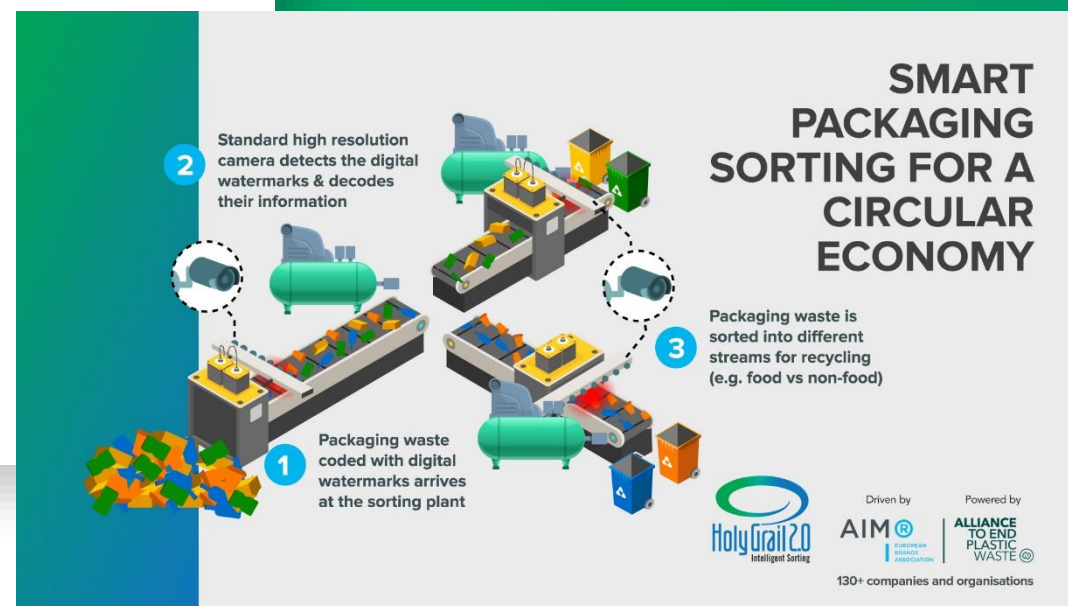 SMART
PACKAGING
SORTING FOR A
CIRCULAR
ECONOMY
2
Standard high resolution
camera detects the digital
watermarks & decodes
their information
3
Packaging waste is
sorted into different
streams for recycling
(e.g. food vs non-food)
1
Packaging waste
coded with digital
watermarks arrives
at the sorting plant
HolyGrail 2.0
Intelligent Sorting
Driven by
AIM®
EUROPEAN
BRANDS
ASSOCIATION
Powered by
ALLIANCE
TO END
PLASTIC
WASTE
130+ companies and organisations